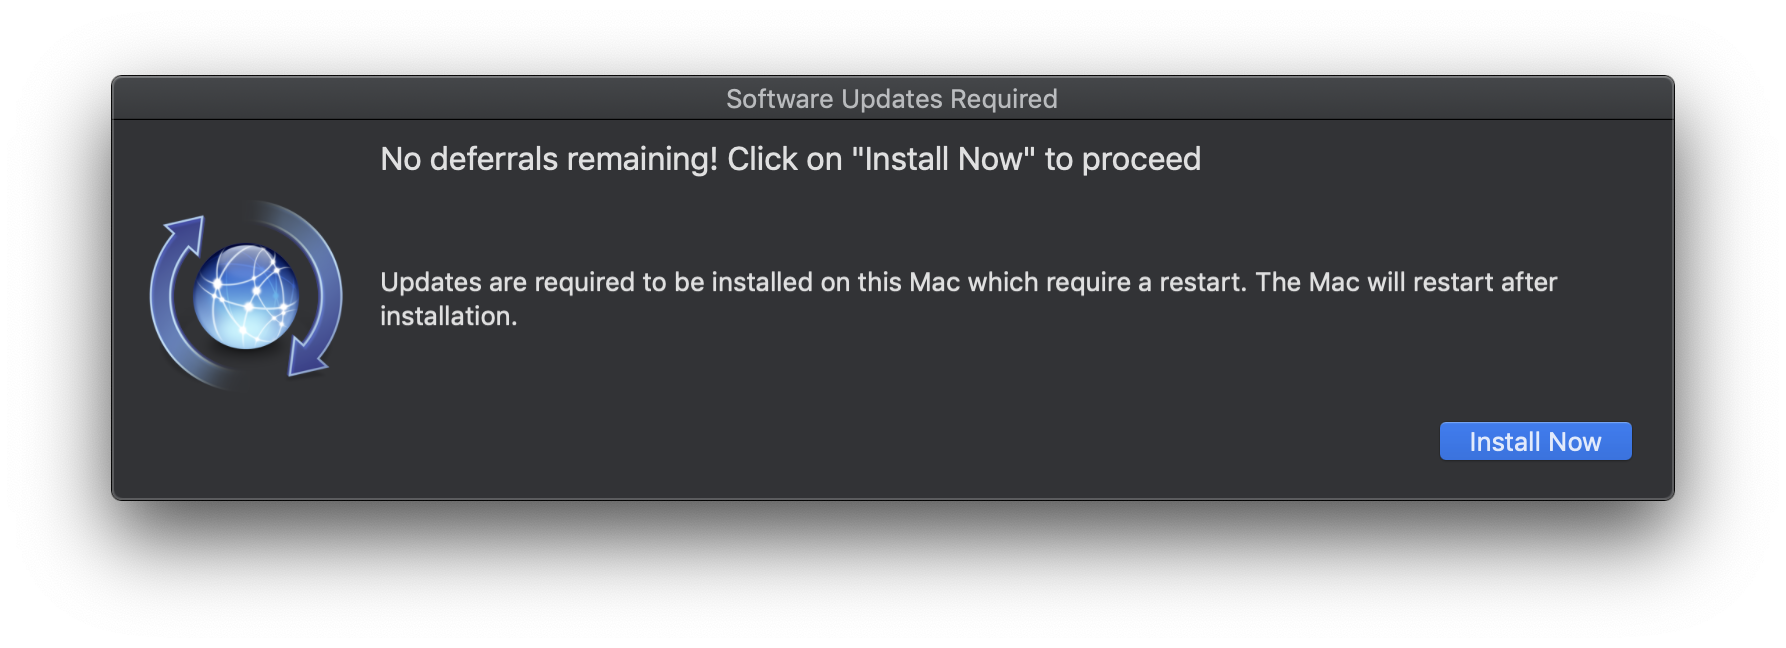 Software Updates Required
No deferrals remaining! Click on "Install Now" to proceed
Updates are required to be installed on this Mac which require a restart. The Mac will restart after
installation.
Install Now